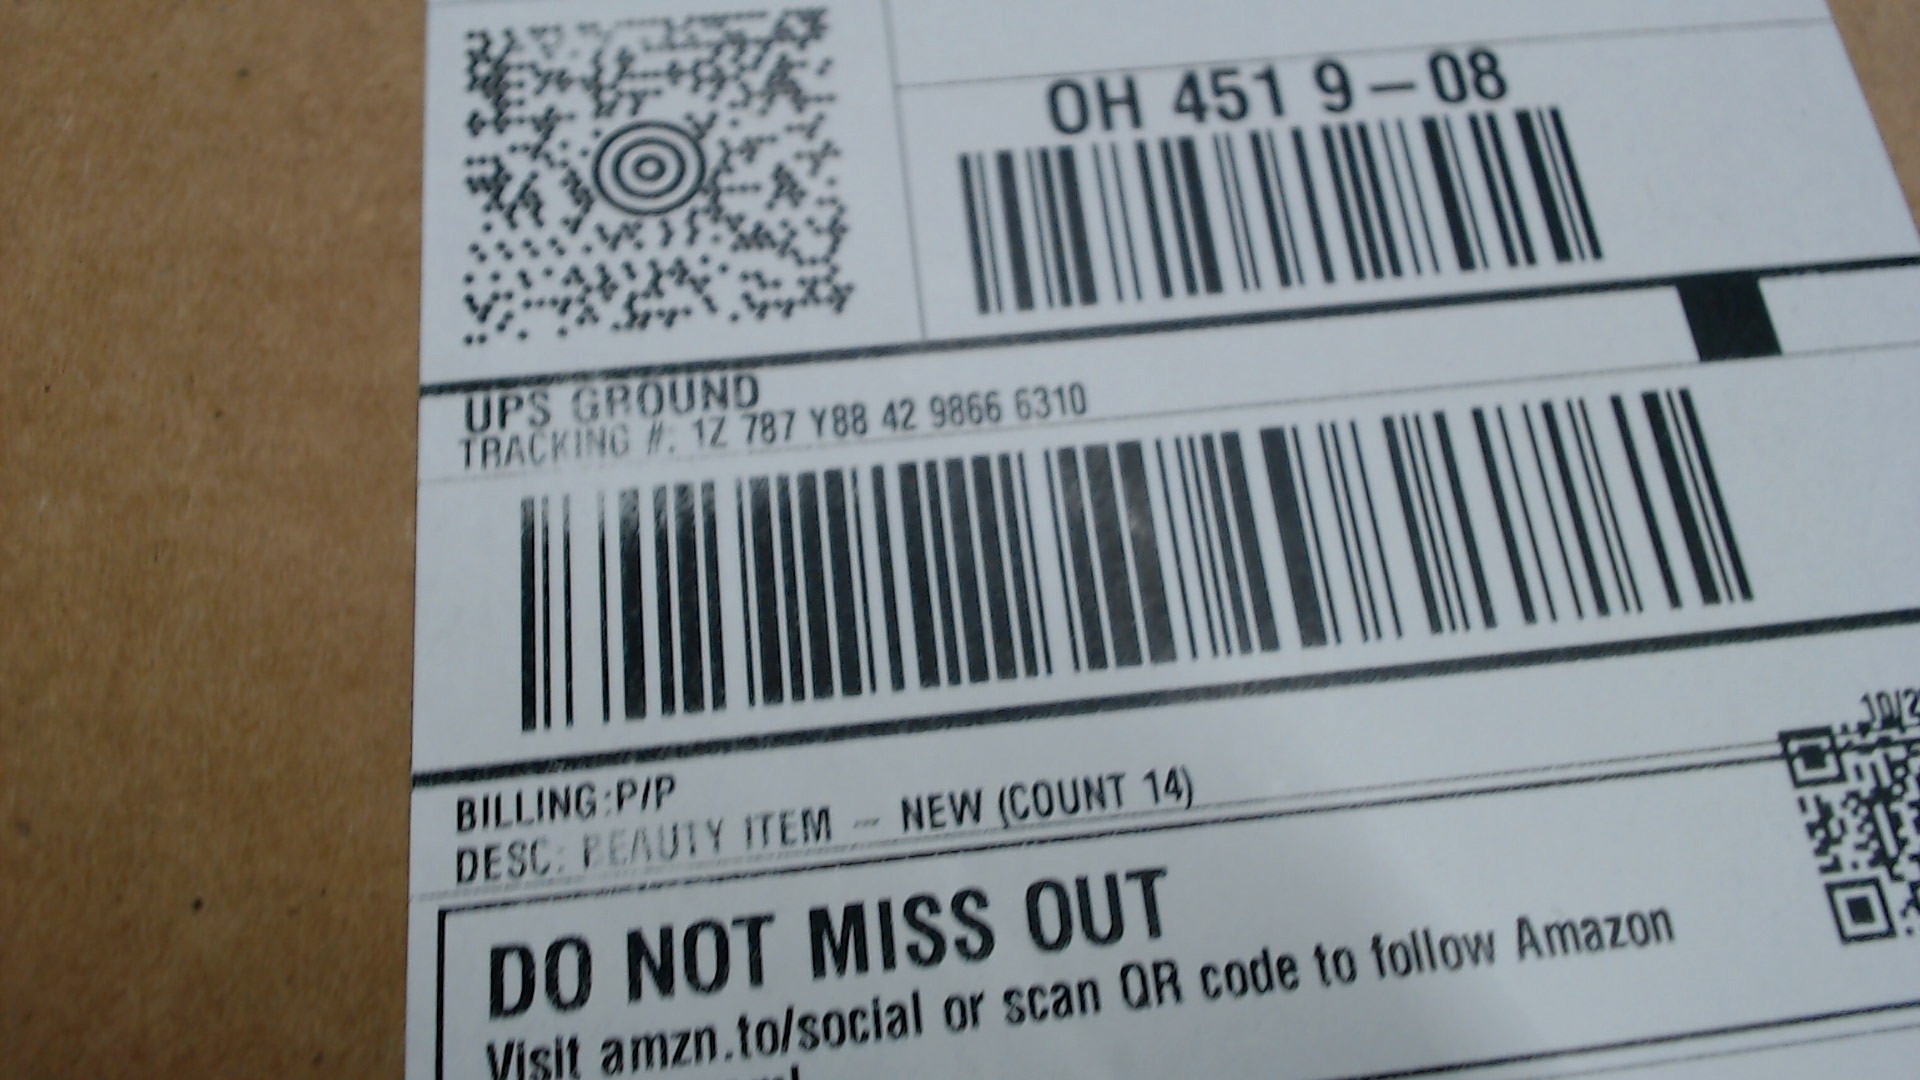 OH 451 9-08
UPS GROUND
TRACKING #: 1Z 787 Y88 42 9866 6310
BILLING:P/P
DESC: BEAUTY ITEM - NEW (COUNT 14)
DO NOT MISS OUT
Visit amzn.to/social or scan QR code to follow Amazon